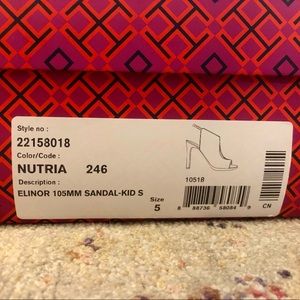 Style no :
22158018
Color/Code :
NUTRIA 246
Description :
ELINOR 105MM SANDAL-KID S
10518
Size
5
8 88736 58084 9
CN